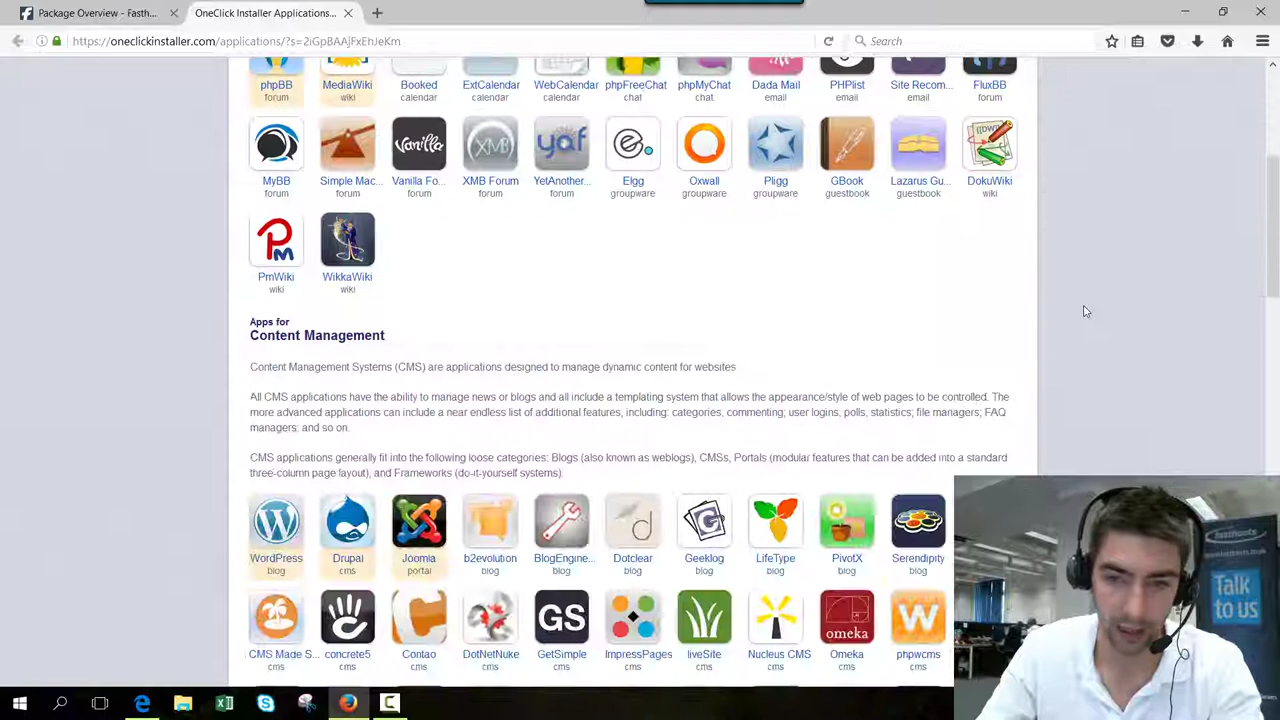 Package Overview - Fasth...
OneClick Installer Applications...
https://oneclickinstaller.com/applications/?s=2iGpBAAjFxEhJeKm
Search
phpBB MediaWiki Booked ExtCalendar WebCalendar phpFreeChat phpMyChat Dada Mail PHPlist Site Recom... FluxBB
forum wiki calendar calendar calendar chat chat email email email forum
Vanilla XMB yaf e
MyBB Simple Mac... Vanilla Fo... XMB Forum YetAnother... Elgg Oxwall Pligg GBook Lazarus Gu... DokuWiki
forum forum forum forum forum groupware groupware groupware guestbook guestbook wiki
Pm
PmWiki WikkaWiki
wiki wiki
Apps for
Content Management
Content Management Systems (CMS) are applications designed to manage dynamic content for websites
All CMS applications have the ability to manage news or blogs and all include a templating system that allows the appearance/style of web pages to be controlled. The
more advanced applications can include a near endless list of additional features, including: categories, commenting; user logins, polls, statistics; file managers; FAQ
managers; and so on.
CMS applications generally fit into the following loose categories: Blogs (also known as weblogs), CMSs, Portals (modular features that can be added into a standard
three-column page layout), and Frameworks (do-it-yourself systems).
d G
WordPress Drupal Joomla b2evolution BlogEngine... Dotclear Geeklog LifeType PivotX Serendipity
blog cms portal blog blog blog blog blog blog blog
GS omeka W
CMS Made S... concrete5 Contao DotNetNuke GetSimple ImpressPages liveSite Nucleus CMS Omeka phpwcms
cms cms cms cms cms cms cms cms cms cms
fasthosts
Talk
to us